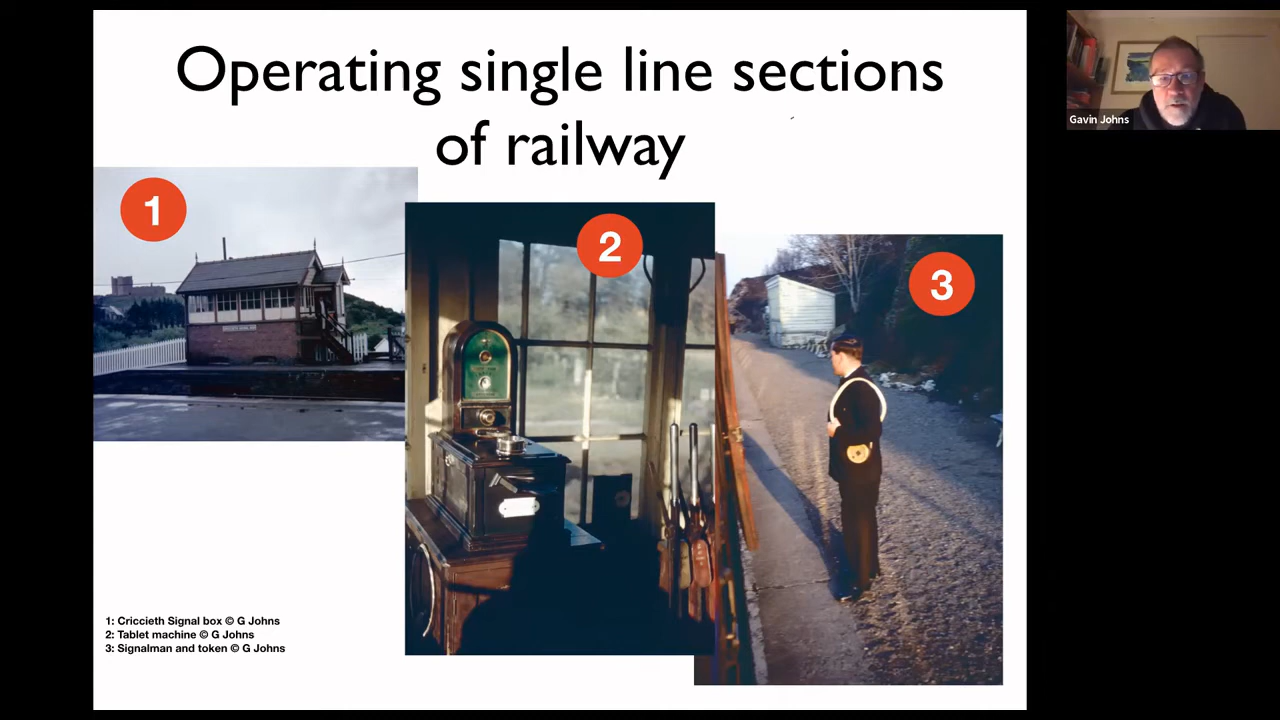 Operating single line sections
of railway
1
2
3
1: Criccieth Signal box © G Johns
2: Tablet machine © G Johns
3: Signalman and token © G Johns
Gavin Johns